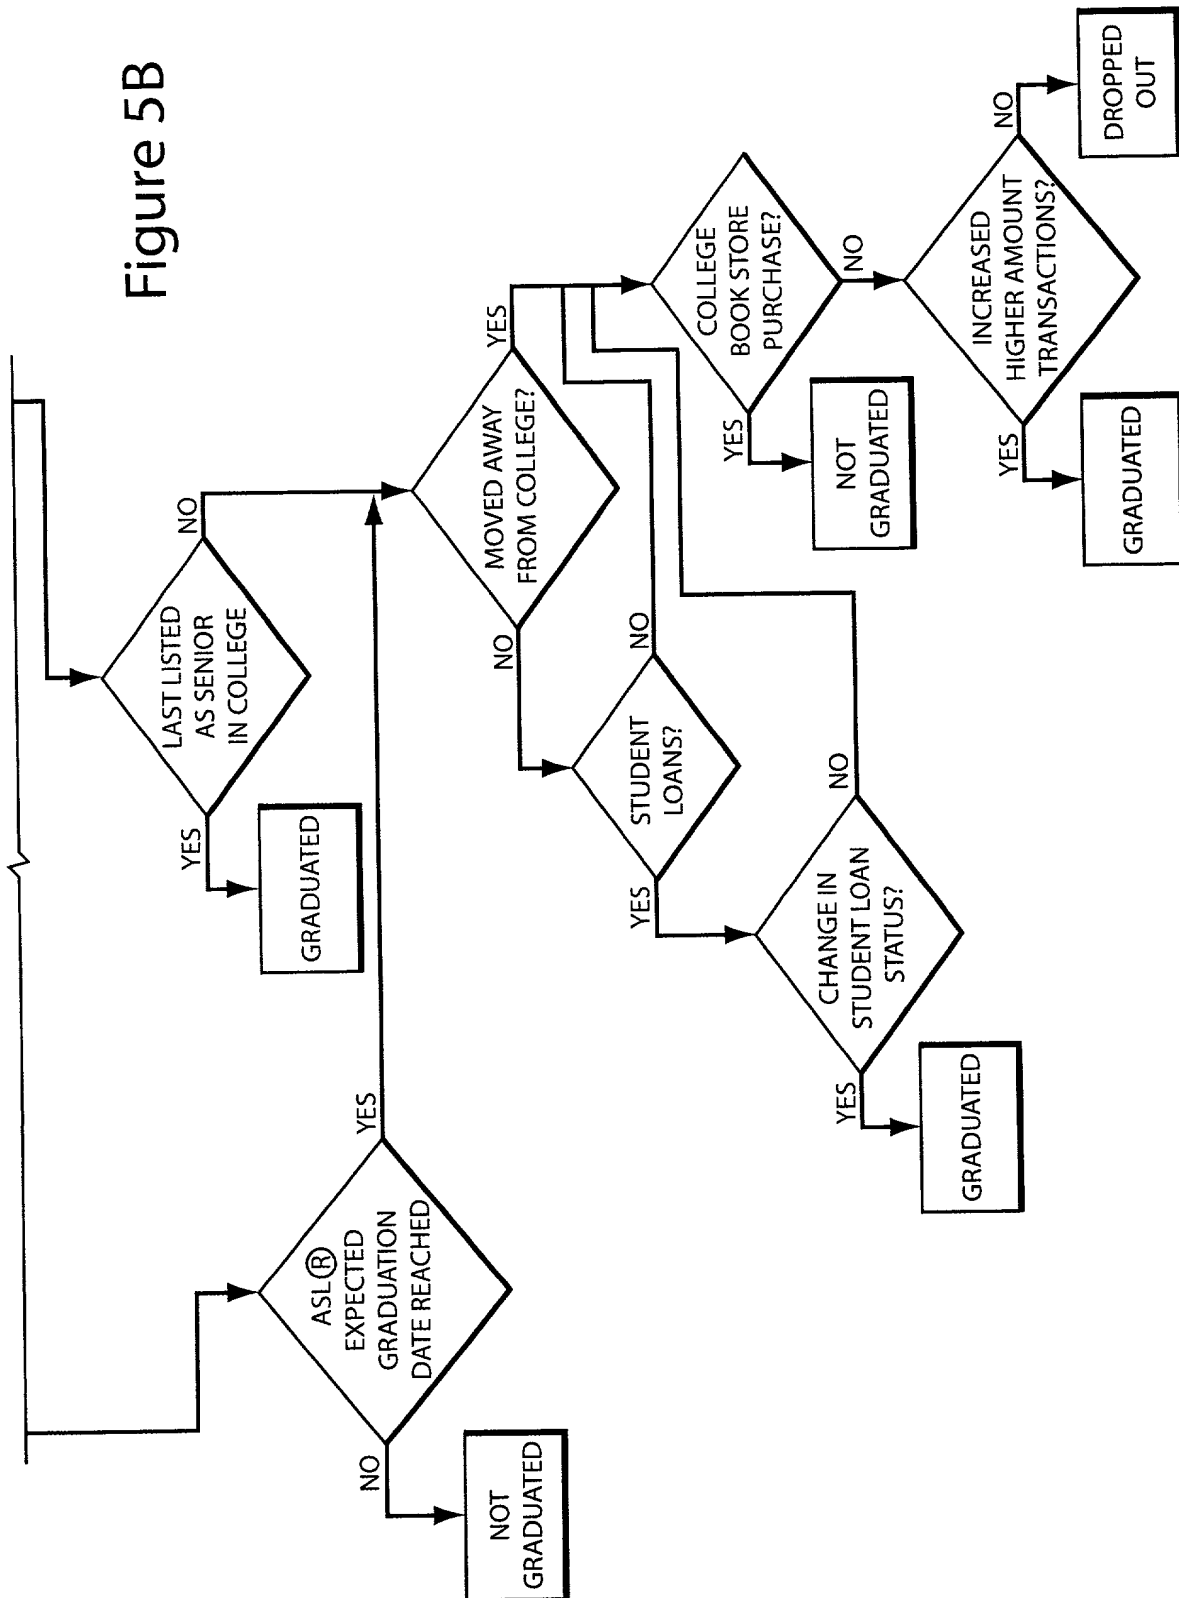 Figure 5B
LAST LISTED
AS SENIOR
IN COLLEGE
YES
NO
GRADUATED
ASL®
EXPECTED
GRADUATION
DATE REACHED
NO
YES
NOT
GRADUATED
MOVED AWAY
FROM COLLEGE?
NO
YES
STUDENT
LOANS?
YES
NO
CHANGE IN
STUDENT LOAN
STATUS?
YES
NO
GRADUATED
COLLEGE
BOOK STORE
PURCHASE?
YES
NO
NOT
GRADUATED
INCREASED
HIGHER AMOUNT
TRANSACTIONS?
YES
NO
GRADUATED
DROPPED
OUT